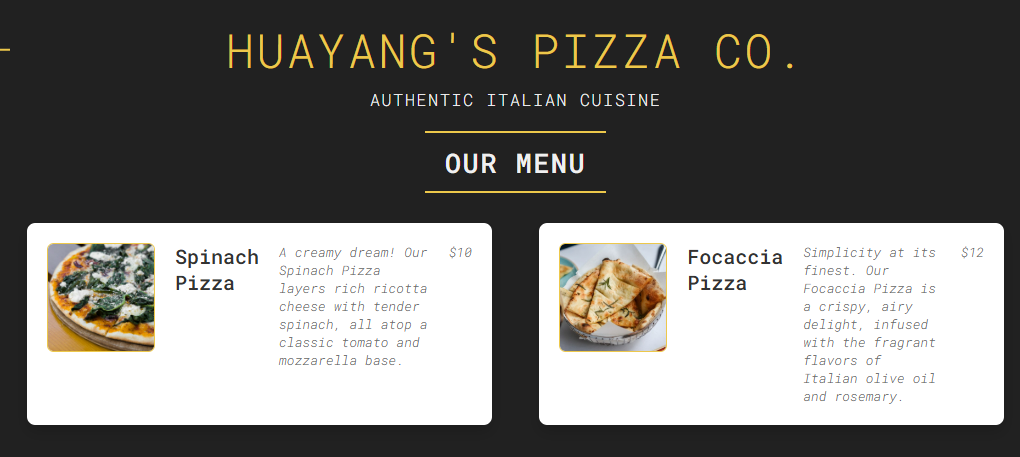 HUAYANG'S PIZZA CO.
AUTHENTIC ITALIAN CUISINE
OUR MENU
Spinach
Pizza
A creamy dream! Our
Spinach Pizza
layers rich ricotta
cheese with tender
spinach, all atop a
classic tomato and
mozzarella base.
$10
Focaccia
Pizza
Simplicity at its
finest. Our
Focaccia Pizza is
a crispy, airy
delight, infused
with the fragrant
flavors of
Italian olive oil
and rosemary.
$12